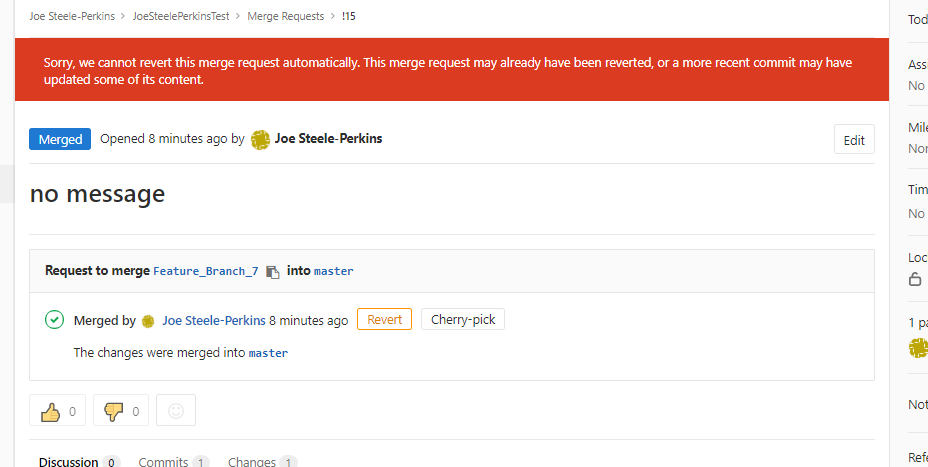 Joe Steele-Perkins > JoeSteelePerkinsTest > Merge Requests > !15
Sorry, we cannot revert this merge request automatically. This merge request may already have been reverted, or a more recent commit may have
updated some of its content.
Merged Opened 8 minutes ago by Joe Steele-Perkins Edit
no message
Request to merge Feature_Branch_7 into master
Merged by Joe Steele-Perkins 8 minutes ago Revert Cherry-pick
The changes were merged into master
0 0
Discussion 0 Commits 1 Changes 1
Tod
Assi
No
Mile
Non
Tim
No
Loc
1 pa
Not
Refe